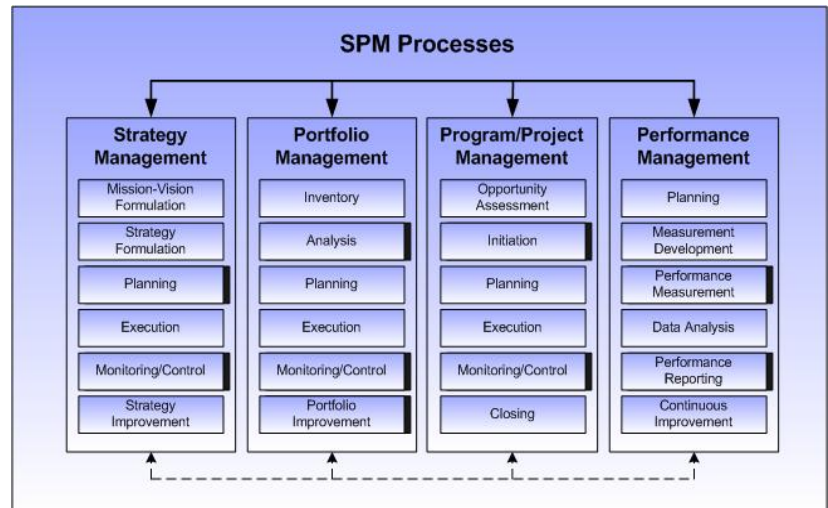 SPM Processes
Strategy
Management
Mission-Vision
Formulation
Strategy
Formulation
Planning
Execution
Monitoring/Control
Strategy
Improvement
Portfolio
Management
Inventory
Analysis
Planning
Execution
Monitoring/Control
Portfolio
Improvement
Program/Project
Management
Opportunity
Assessment
Initiation
Planning
Execution
Monitoring/Control
Closing
Performance
Management
Planning
Measurement
Development
Performance
Measurement
Data Analysis
Performance
Reporting
Continuous
Improvement